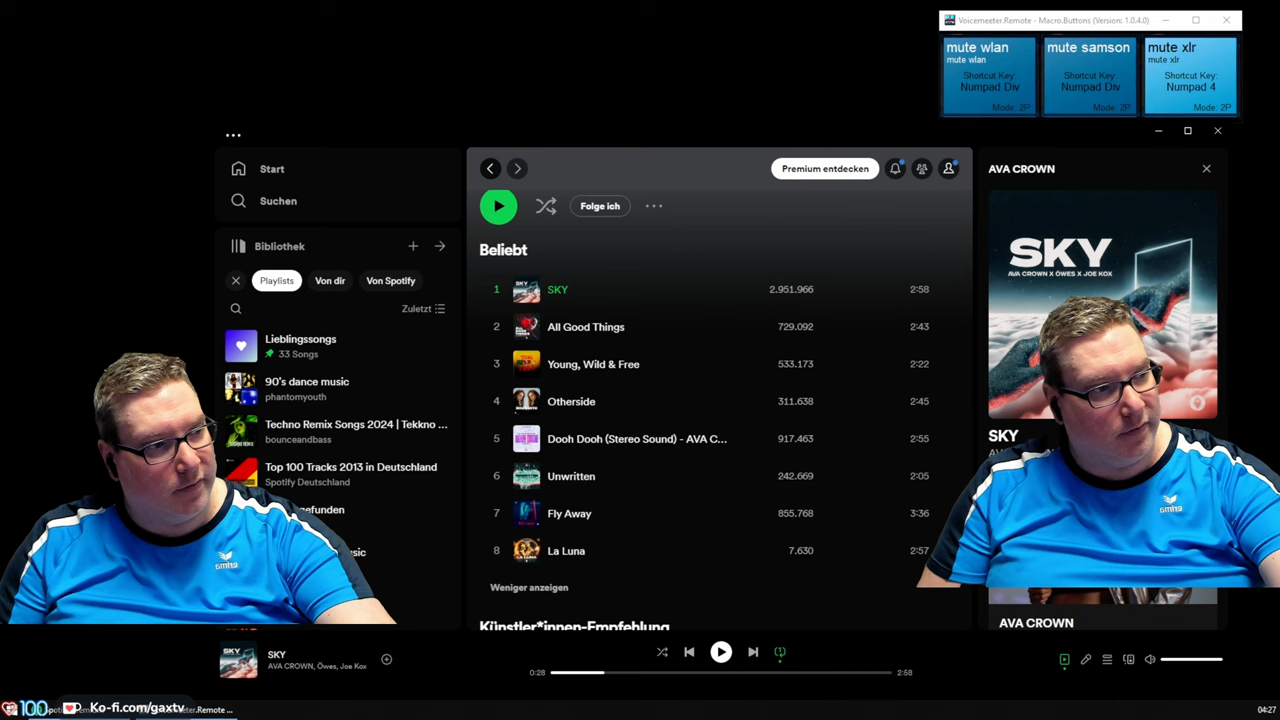 Voicemeeter.Remote - Macro.Buttons (Version: 1.0.4.0)
mute wlan
mute wlan
Shortcut Key:
Numpad Div
Mode: 2P
mute samson
Shortcut Key:
Numpad Div
Mode: 2P
mute xlr
mute xlr
Shortcut Key:
Numpad 4
Mode: 2P
Start
Suchen
Bibliothek
Playlists
Von dir
Von Spotify
Zuletzt
Lieblingssongs
33 Songs
90's dance music
phantomyouth
Techno Remix Songs 2024 | Tekkno ...
bounceandbass
Top 100 Tracks 2013 in Deutschland
Spotify Deutschland
Premium entdecken
Folge ich
Beliebt
1 SKY 2.951.966 2:58
2 All Good Things 729.092 2:43
3 Young, Wild & Free 533.173 2:22
4 Otherside 311.638 2:45
5 Dooh Dooh (Stereo Sound) - AVA C... 917.463 2:55
6 Unwritten 242.669 2:05
7 Fly Away 855.768 3:36
8 La Luna 7.630 2:57
Weniger anzeigen
Künstler*innen-Empfehlung
AVA CROWN
SKY
AVA CROWN X ÖWES X JOE KOX
SKY
erima
erima
AVA CROWN
SKY
AVA CROWN, Öwes, Joe Kox
0:28
2:58
100
Ko-fi.com/gaxtv
meeter.Remote ...
04:27